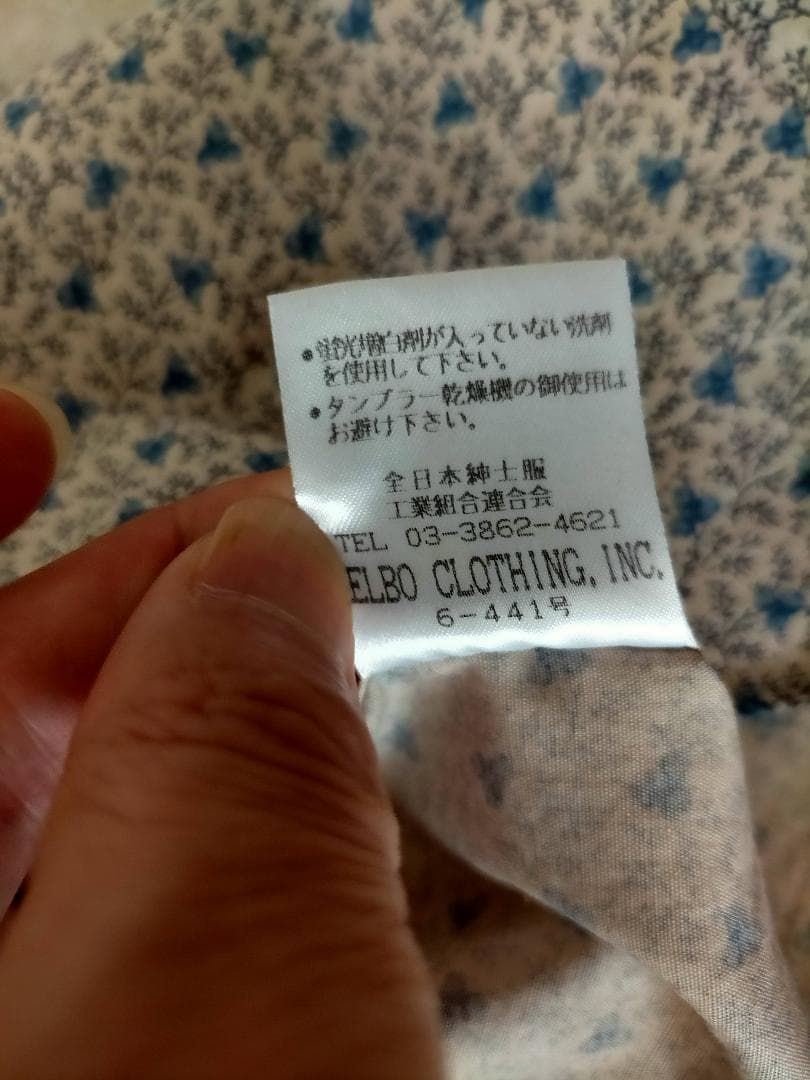 ●蛍光増白剤が入っていない洗剤
を使用して下さい。
●タンブラー乾燥機の御使用は
お避け下さい。
全日本紳士服
工業組合連合会
TEL 03-3862-4621
ELBO CLOTHING, INC.
6-441号